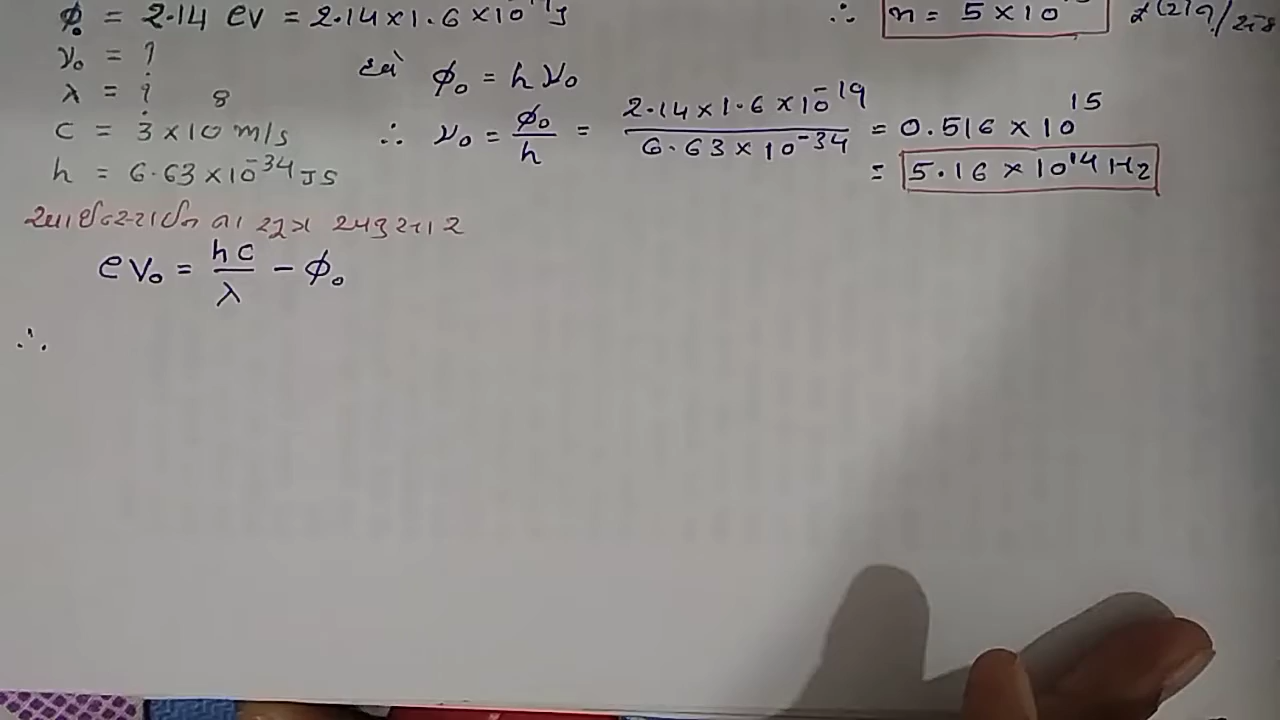 ϕ₀ = 2.14 eV = 2.14×1.6×10 J
∴ n = 5×10
ν₀ = ?
λ = ?
c = 3×10⁸ m/s
h = 6.63×10⁻³⁴ JS
ϕ₀ = hν₀
∴ ν₀ = ϕ₀/h = 2.14×1.6×10⁻¹⁹/6.63×10⁻³⁴ = 0.516×10¹⁵
= 5.16×10¹⁴ Hz
eV₀ = hc/λ - ϕ₀
∴